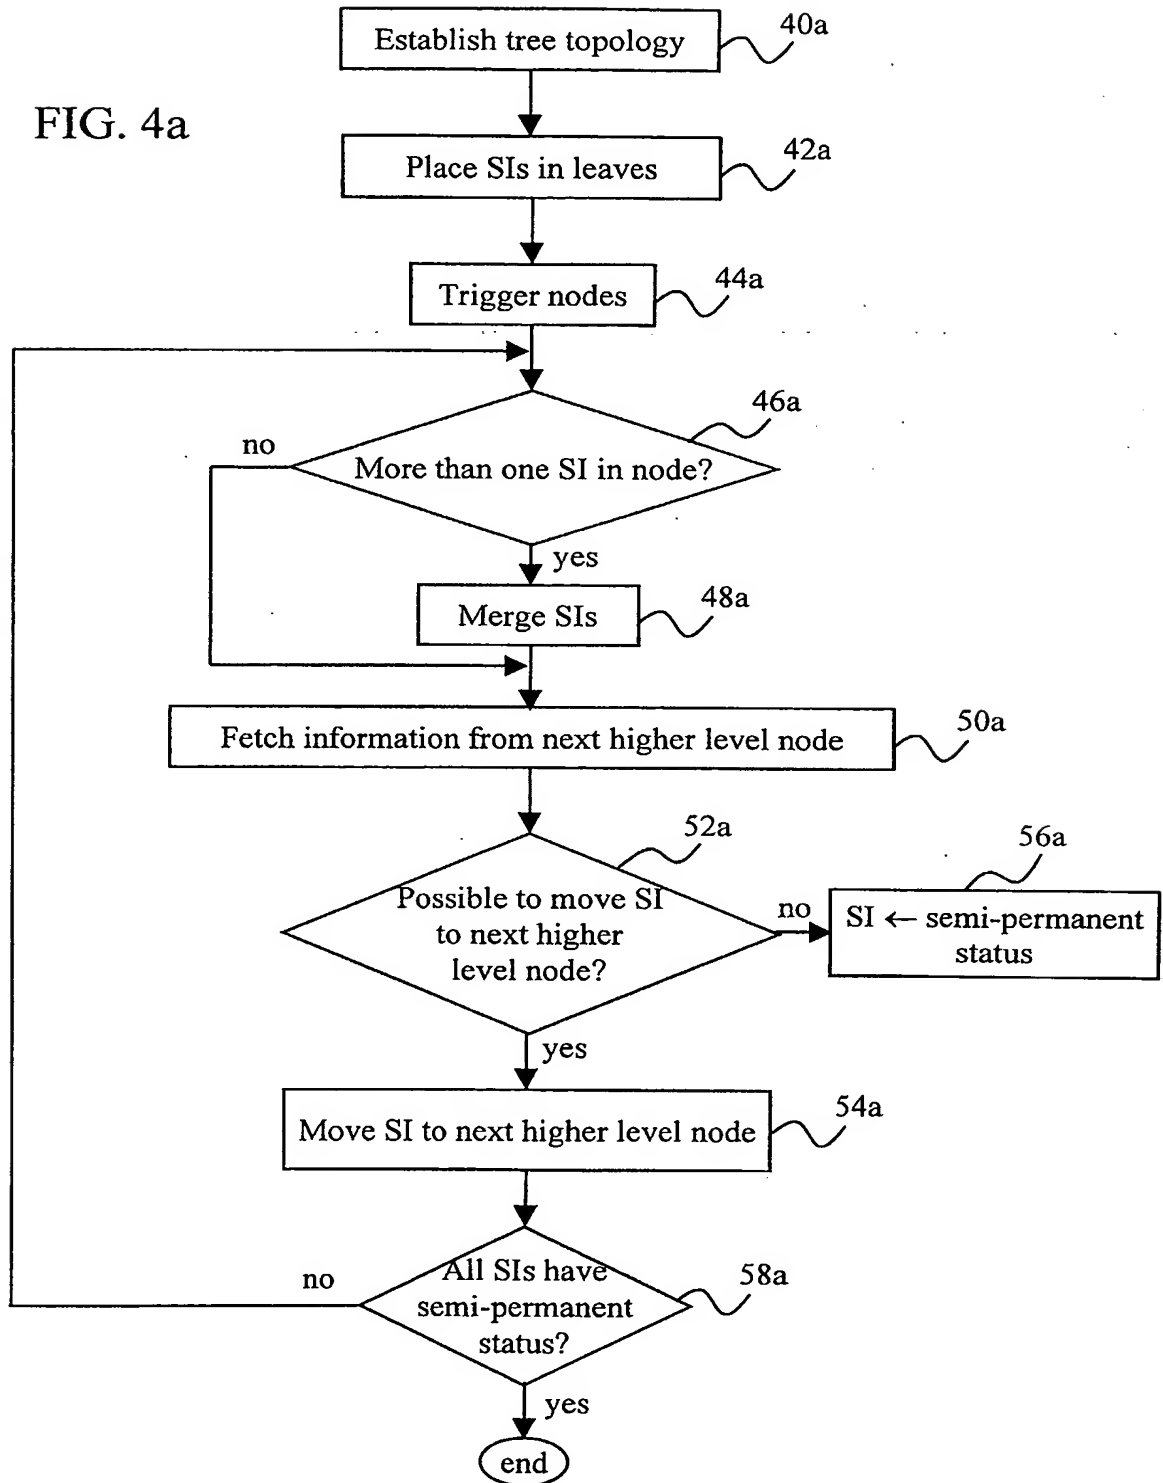 Establish tree topology
40a
FIG. 4a
Place SIs in leaves
42a
Trigger nodes
44a
46a
no
More than one SI in node?
yes
Merge SIs
48a
Fetch information from next higher level node
50a
52a
Possible to move SI
to next higher
level node?
no
56a
SI ← semi-permanent
status
yes
Move SI to next higher level node
54a
no
All SIs have
semi-permanent
status?
58a
yes
end